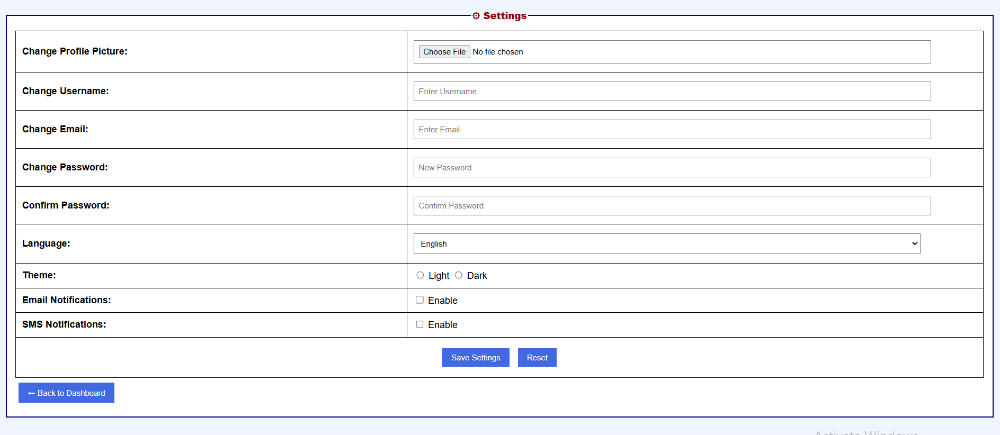 ⚙ Settings
Change Profile Picture: Choose File No file chosen
Change Username: Enter Username
Change Email: Enter Email
Change Password: New Password
Confirm Password: Confirm Password
Language: English
Theme: Light Dark
Email Notifications: Enable
SMS Notifications: Enable
Save Settings Reset
← Back to Dashboard
Activate Windows